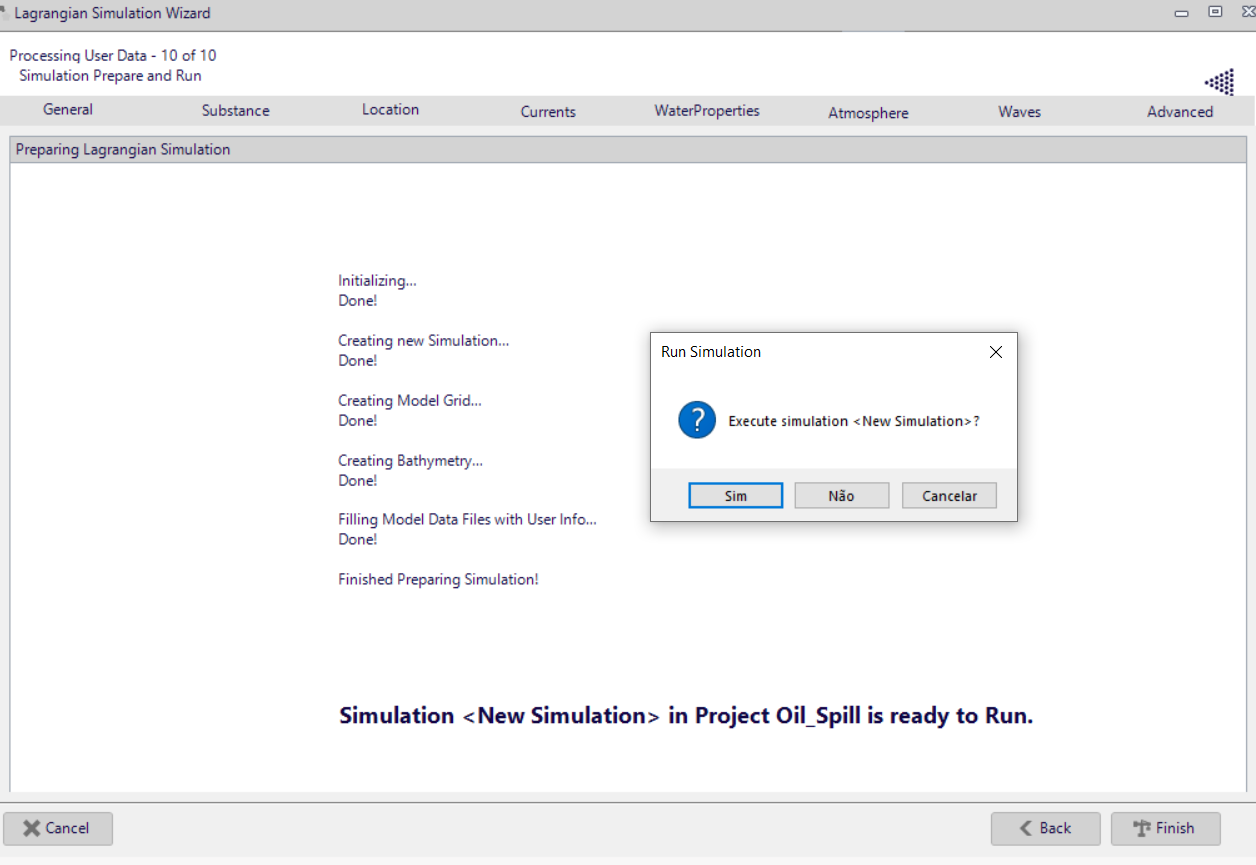 Lagrangian Simulation Wizard
Processing User Data - 10 of 10
Simulation Prepare and Run
General Substance Location Currents WaterProperties Atmosphere Waves Advanced
Preparing Lagrangian Simulation
Initializing...
Done!
Creating new Simulation...
Done!
Creating Model Grid...
Done!
Creating Bathymetry...
Done!
Filling Model Data Files with User Info...
Done!
Finished Preparing Simulation!
Run Simulation
Execute simulation <New Simulation>?
Sim Não Cancelar
Simulation <New Simulation> in Project Oil_Spill is ready to Run.
Cancel Back Finish